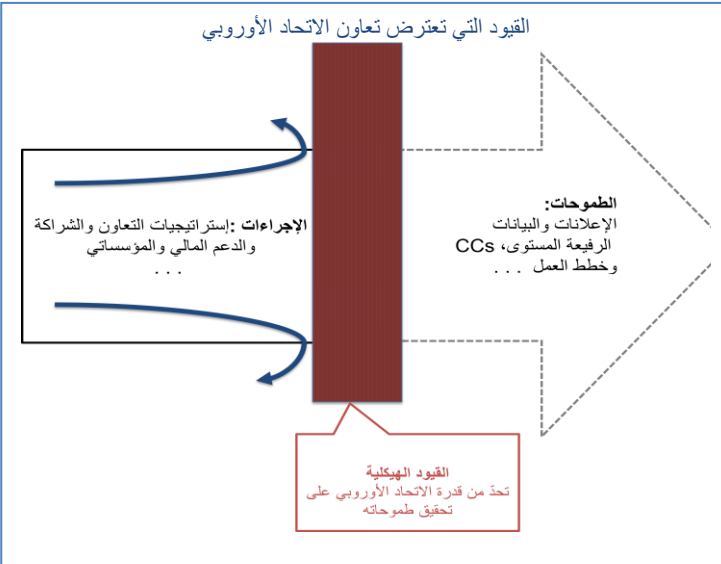 القيود التي تعترض تعاون الاتحاد الأوروبي
الإجراءات :إستراتيجيات التعاون والشراكة
والدعم المالي والمؤسساتي
. . .
الطموحات:
الإعلانات والبيانات
الرفيعة المستوى، CCs
وخطط العمل . . .
القيود الهيكلية
تحدّ من قدرة الاتحاد الأوروبي على
تحقيق طموحاته